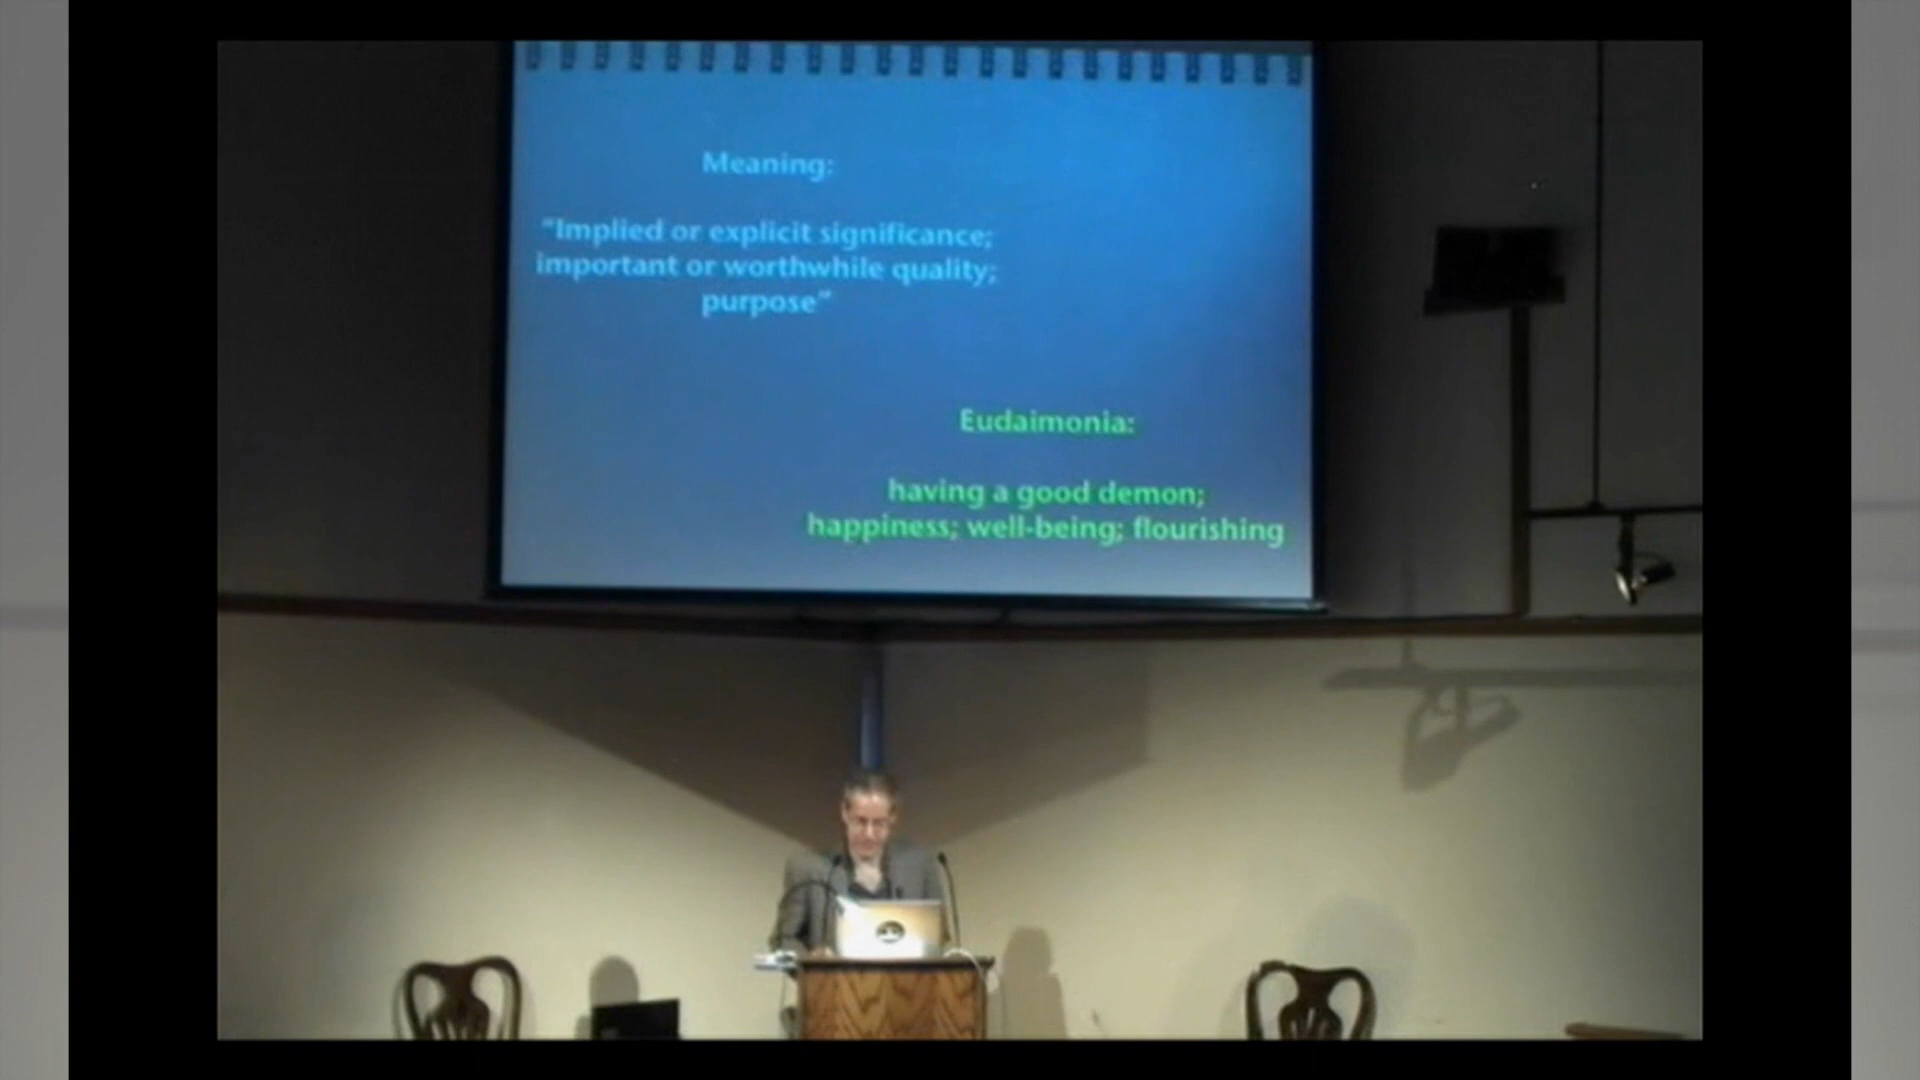 Meaning:
“Implied or explicit significance;
important or worthwhile quality;
purpose”
Eudaimonia:
having a good demon;
happiness; well-being; flourishing